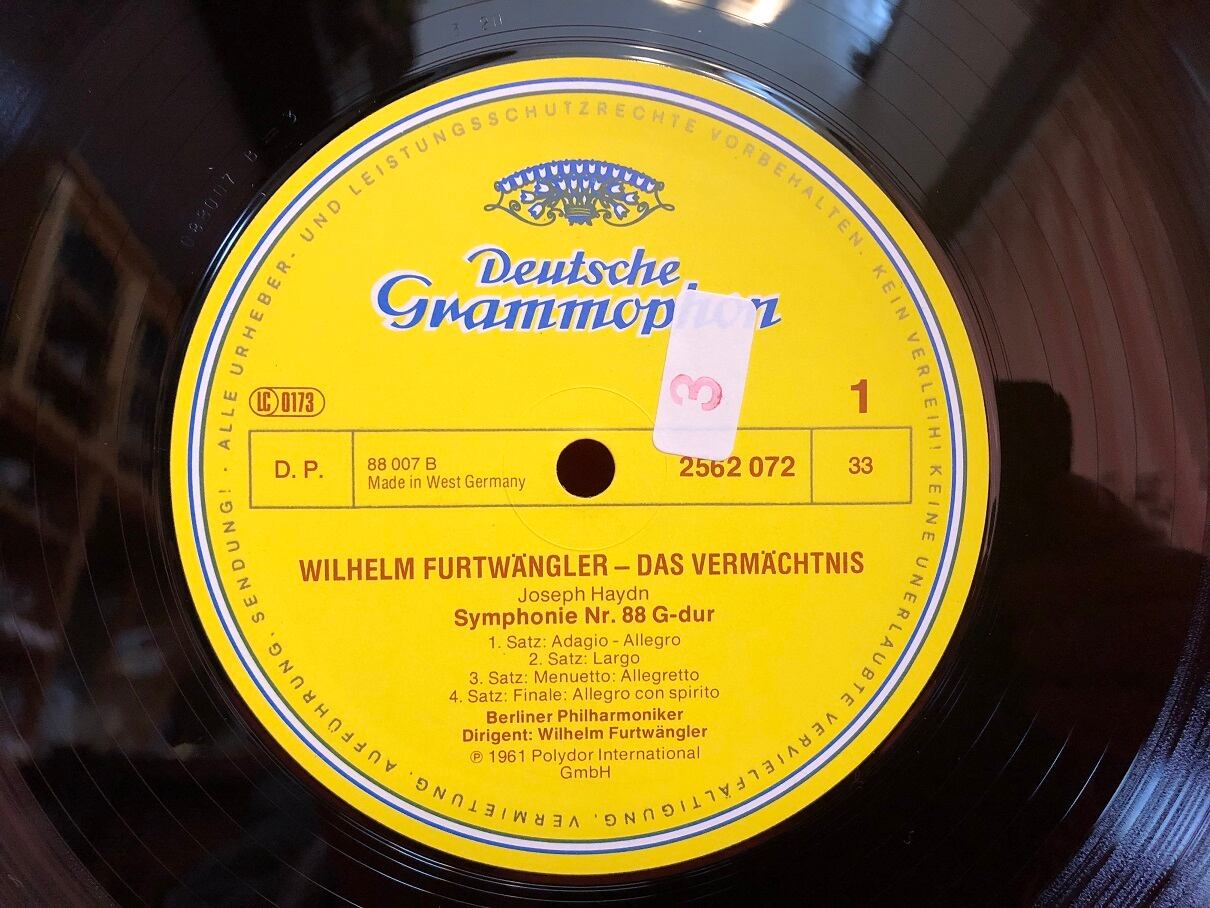 ALLE URHEBER- UND LEISTUNGSSCHUTZRECHTE VORBEHALTEN. KEIN VERLEIH! KEINE UNERLAUBTE VERVIELFÄLTIGUNG, VERMIETUNG, AUFFÜHRUNG, SENDUNG! ·
Deutsche
Grammophon
3
LC 0173
1
D. P.
88 007 B
Made in West Germany
2562 072
33
WILHELM FURTWÄNGLER – DAS VERMÄCHTNIS
Joseph Haydn
Symphonie Nr. 88 G-dur
1. Satz: Adagio - Allegro
2. Satz: Largo
3. Satz: Menuetto: Allegretto
4. Satz: Finale: Allegro con spirito
Berliner Philharmoniker
Dirigent: Wilhelm Furtwängler
℗ 1961 Polydor International
GmbH